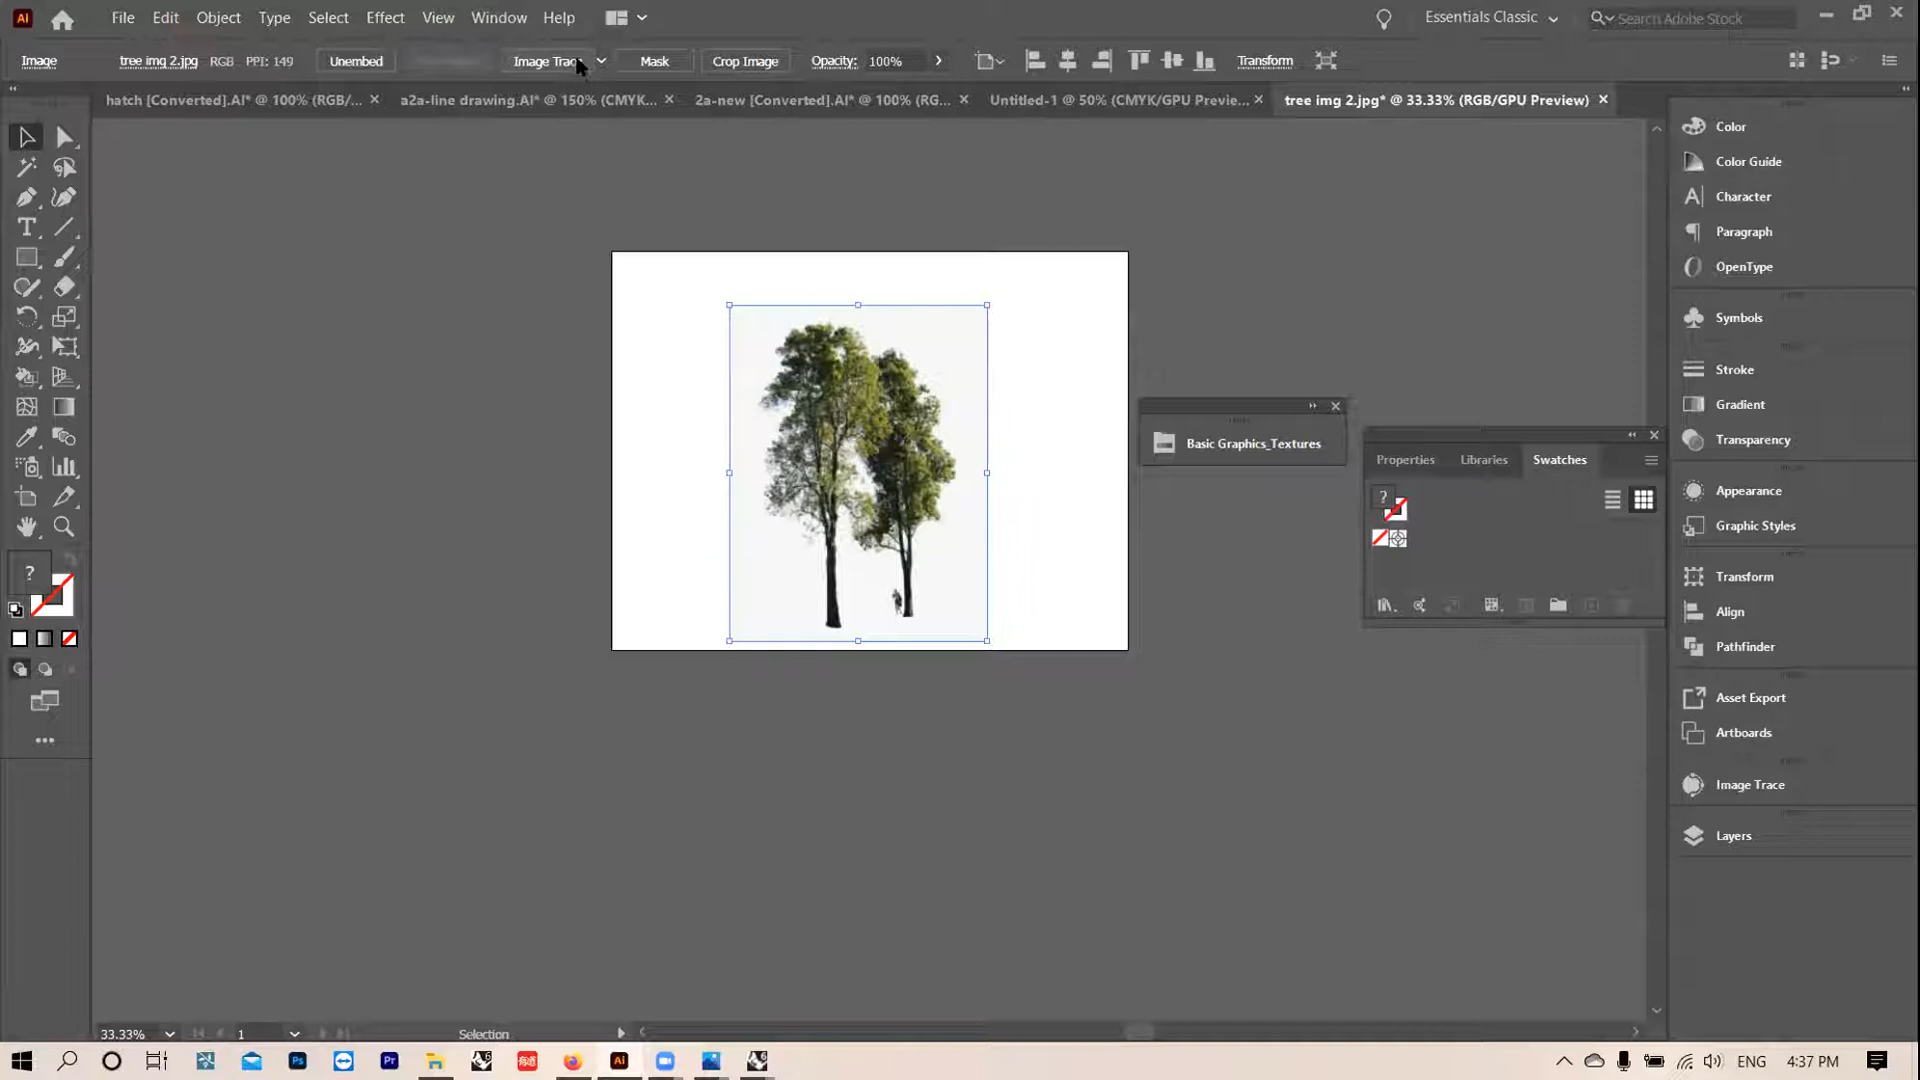 Ai File Edit Object Type Select Effect View Window Help Essentials Classic Search Adobe Stock
Image tree img 2.jpg RGB PPI: 149 Unembed Image Trace Mask Crop Image Opacity: 100% Transform
hatch [Converted].AI* @ 100% (RGB/... a2a-line drawing.AI* @ 150% (CMYK... 2a-new [Converted].AI* @ 100% (RG... Untitled-1 @ 50% (CMYK/GPU Previe... tree img 2.jpg* @ 33.33% (RGB/GPU Preview)
Color
Color Guide
Character
Paragraph
OpenType
Symbols
Stroke
Gradient
Transparency
Appearance
Graphic Styles
Transform
Align
Pathfinder
Asset Export
Artboards
Image Trace
Layers
Basic Graphics_Textures
Properties Libraries Swatches
?
?
33.33% 1 Selection
Ps Pr Ai ENG 4:37 PM